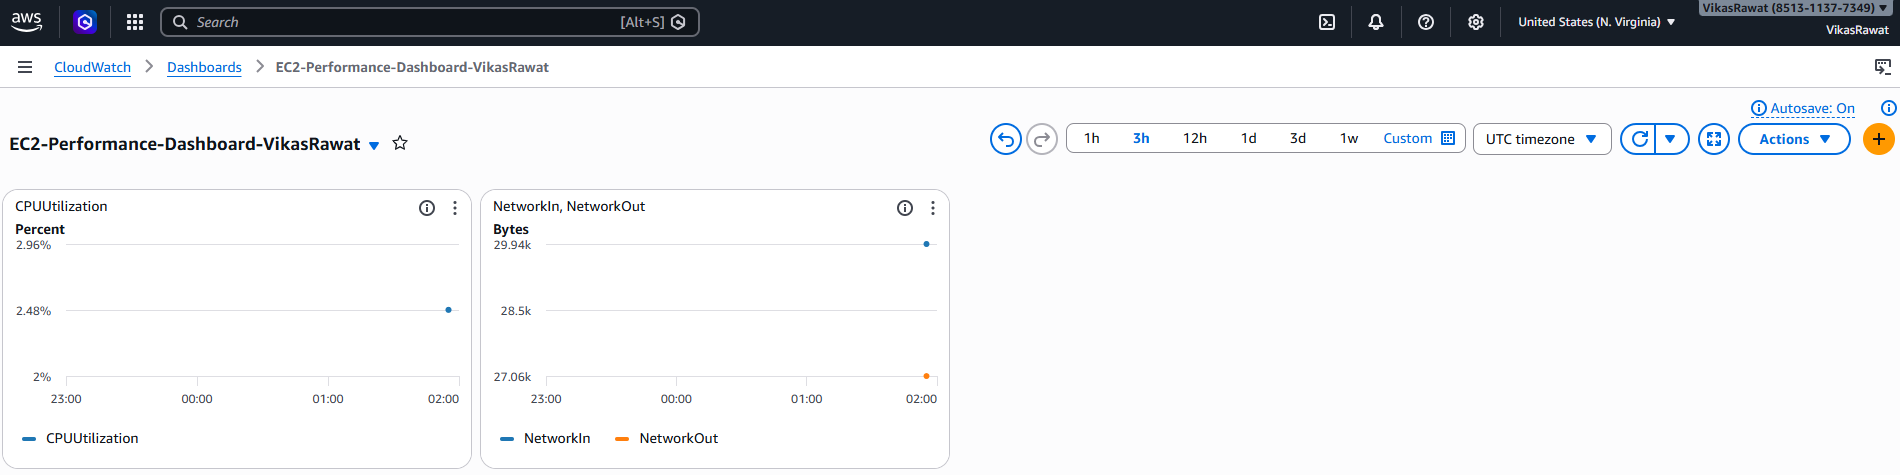 aws
Search [Alt+S]
United States (N. Virginia)
VikasRawat (8513-1137-7349)
VikasRawat
CloudWatch Dashboards EC2-Performance-Dashboard-VikasRawat
Autosave: On
EC2-Performance-Dashboard-VikasRawat
1h 3h 12h 1d 3d 1w Custom UTC timezone Actions
CPUUtilization
Percent
2.96%
2.48%
2%
23:00 00:00 01:00 02:00
CPUUtilization
NetworkIn, NetworkOut
Bytes
29.94k
28.5k
27.06k
23:00 00:00 01:00 02:00
NetworkIn NetworkOut